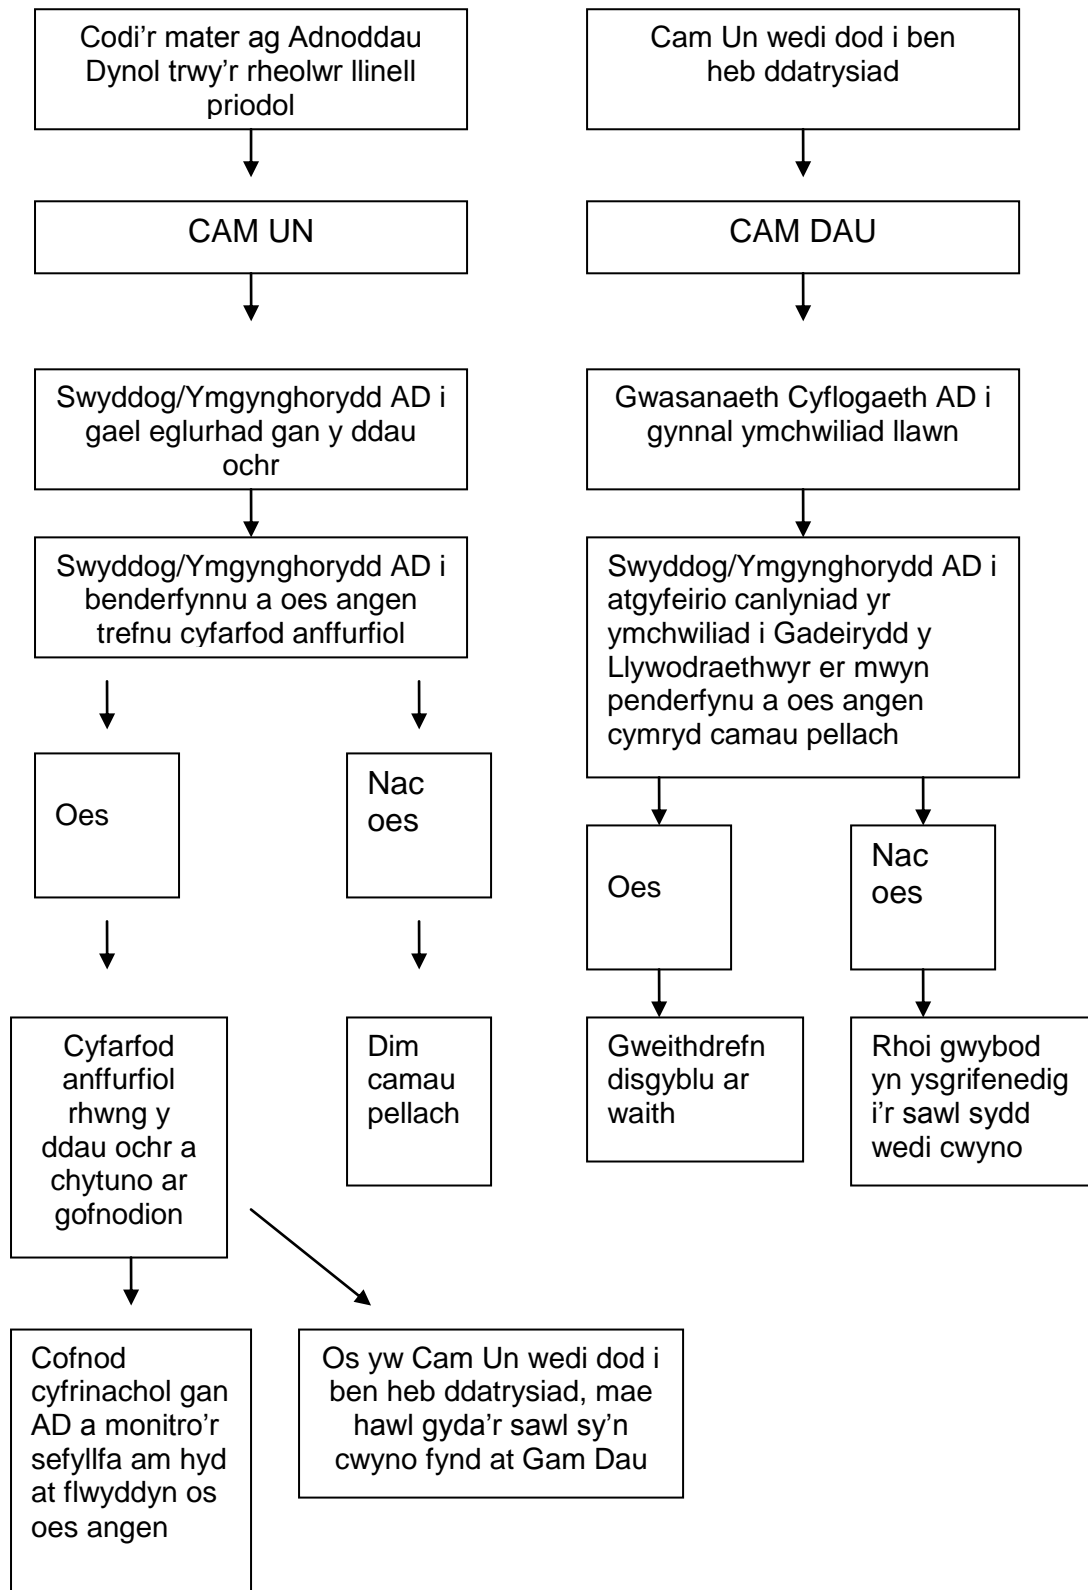 Codi’r mater ag Adnoddau
Dynol trwy’r rheolwr llinell
priodol
CAM UN
Swyddog/Ymgynghorydd AD i
gael eglurhad gan y ddau
ochr
Swyddog/Ymgynghorydd AD i
benderfynnu a oes angen
trefnu cyfarfod anffurfiol
Oes
Nac
oes
Cyfarfod
anffurfiol
rhwng y
ddau ochr a
chytuno ar
gofnodion
Dim
camau
pellach
Cofnod
cyfrinachol gan
AD a monitro’r
sefyllfa am hyd
at flwyddyn os
oes angen
Os yw Cam Un wedi dod i
ben heb ddatrysiad, mae
hawl gyda’r sawl sy’n
cwyno fynd at Gam Dau
Cam Un wedi dod i ben
heb ddatrysiad
CAM DAU
Gwasanaeth Cyflogaeth AD i
gynnal ymchwiliad llawn
Swyddog/Ymgynghorydd AD i
atgyfeirio canlyniad yr
ymchwiliad i Gadeirydd y
Llywodraethwyr er mwyn
penderfynu a oes angen
cymryd camau pellach
Oes
Nac
oes
Gweithdrefn
disgyblu ar
waith
Rhoi gwybod
yn ysgrifenedig
i’r sawl sydd
wedi cwyno